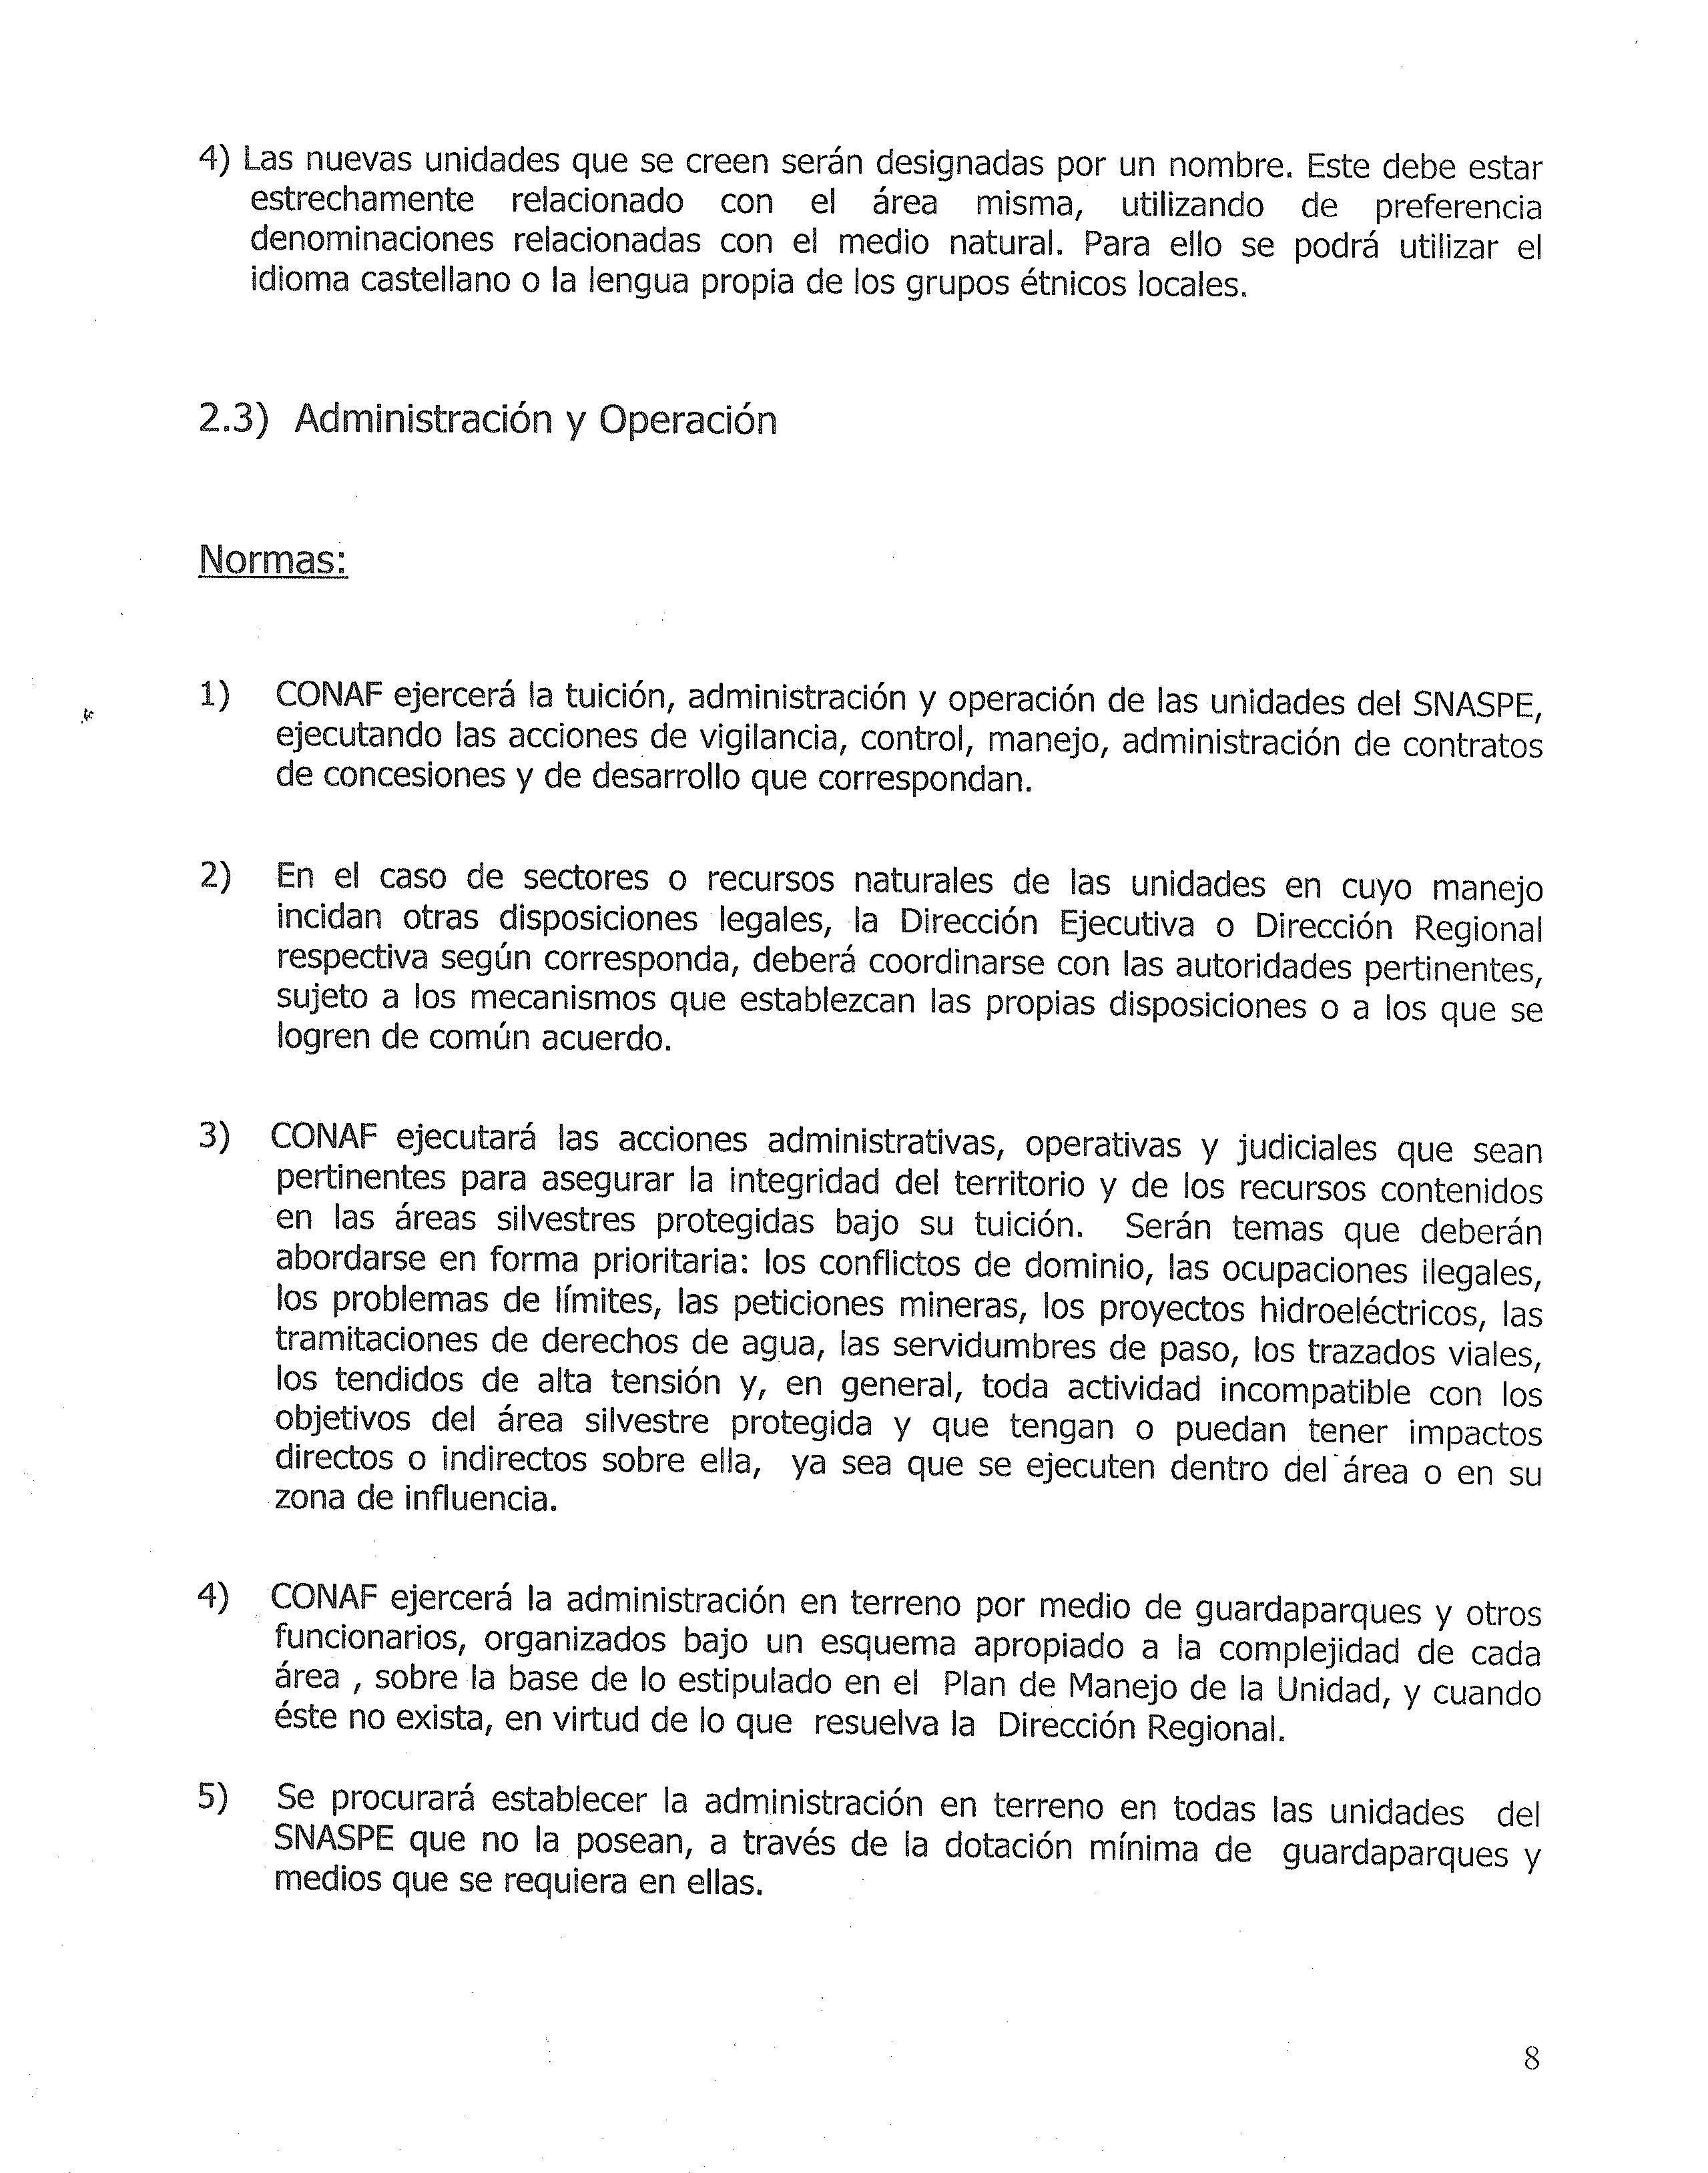 4) Las nuevas unidades que se creen serán designadas por un nombre. Este debe estar
estrechamente relacionado con el área misma, utilizando de preferencia
denominaciones relacionadas con el medio natural. Para ello se podrá utilizar el
idioma castellano o la lengua propia de los grupos étnicos locales.
2.3) Administración y Operación
Normas:
1) CONAF ejercerá la tuición, administración y operación de las unidades del SNASPE,
ejecutando las acciones de vigilancia, control, manejo, administración de contratos
de concesiones y de desarrollo que correspondan.
2) En el caso de sectores o recursos naturales de las unidades en cuyo manejo
incidan otras disposiciones legales, la Dirección Ejecutiva o Dirección Regional
respectiva según corresponda, deberá coordinarse con las autoridades pertinentes,
sujeto a los mecanismos que establezcan las propias disposiciones o a los que se
logren de común acuerdo.
3) CONAF ejecutará las acciones administrativas, operativas y judiciales que sean
pertinentes para asegurar la integridad del territorio y de los recursos contenidos
en las áreas silvestres protegidas bajo su tuición. Serán temas que deberán
abordarse en forma prioritaria: los conflictos de dominio, las ocupaciones ilegales,
los problemas de límites, las peticiones mineras, los proyectos hidroeléctricos, las
tramitaciones de derechos de agua, las servidumbres de paso, los trazados viales,
los tendidos de alta tensión y, en general, toda actividad incompatible con los
objetivos del área silvestre protegida y que tengan o puedan tener impactos
directos o indirectos sobre ella, ya sea que se ejecuten dentro del área o en su
zona de influencia.
4) CONAF ejercerá la administración en terreno por medio de guardaparques y otros
funcionarios, organizados bajo un esquema apropiado a la complejidad de cada
área , sobre la base de lo estipulado en el Plan de Manejo de la Unidad, y cuando
éste no exista, en virtud de lo que resuelva la Dirección Regional.
5) Se procurará establecer la administración en terreno en todas las unidades del
SNASPE que no la posean, a través de la dotación mínima de guardaparques y
medios que se requiera en ellas.
8